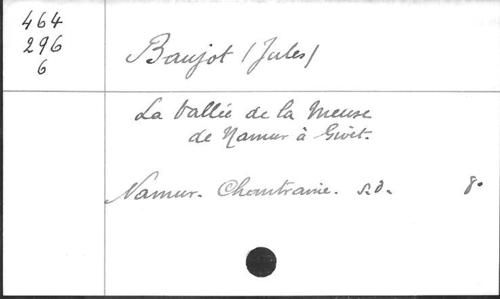 464
296
6
Baujot (Jules)
La Vallée de la Meuse
de Namur à Givet.
Namur. Chantraine. s.d. 8°